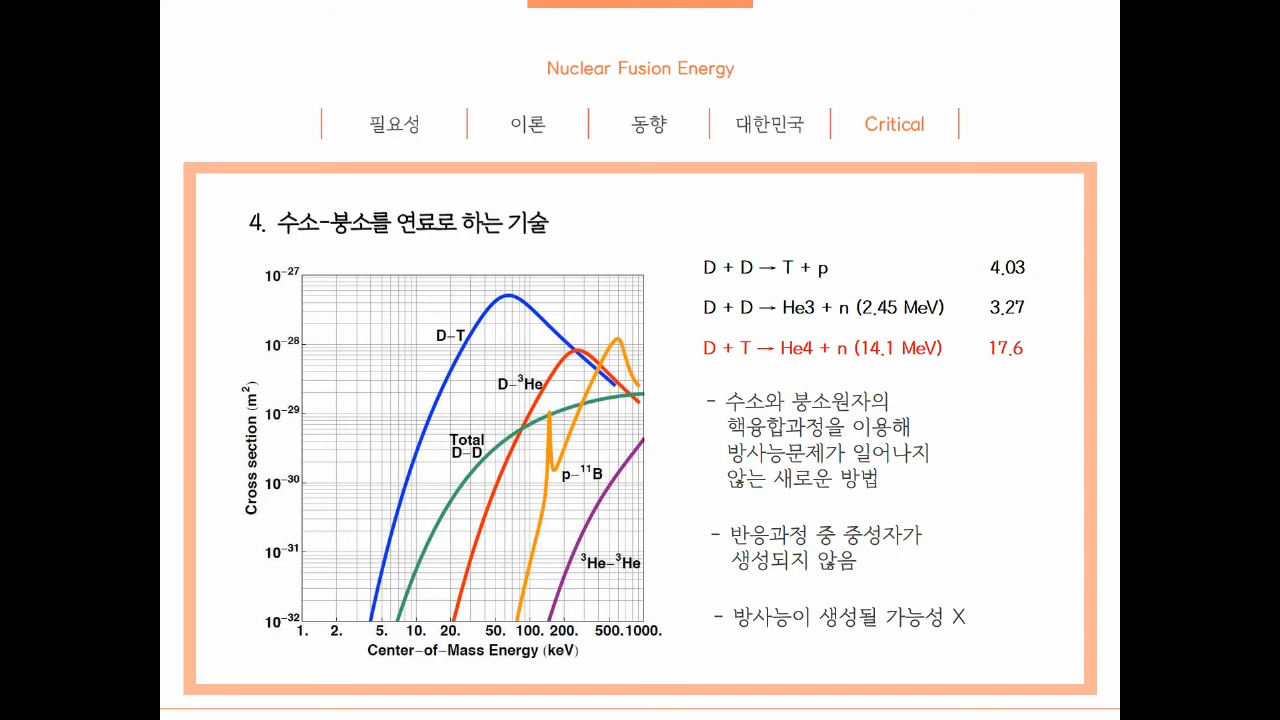 Nuclear Fusion Energy
필요성 이론 동향 대한민국 Critical
4. 수소-붕소를 연료로 하는 기술
10⁻²⁷
10⁻²⁸
10⁻²⁹
10⁻³⁰
10⁻³¹
10⁻³²
Cross section (m²)
D-T
D-³He
Total
D-D
p-¹¹B
³He-³He
1. 2. 5. 10. 20. 50. 100. 200. 500. 1000.
Center-of-Mass Energy (keV)
D + D → T + p 4.03
D + D → He3 + n (2.45 MeV) 3.27
D + T → He4 + n (14.1 MeV) 17.6
- 수소와 붕소원자의
핵융합과정을 이용해
방사능문제가 일어나지
않는 새로운 방법
- 반응과정 중 중성자가
생성되지 않음
- 방사능이 생성될 가능성 X